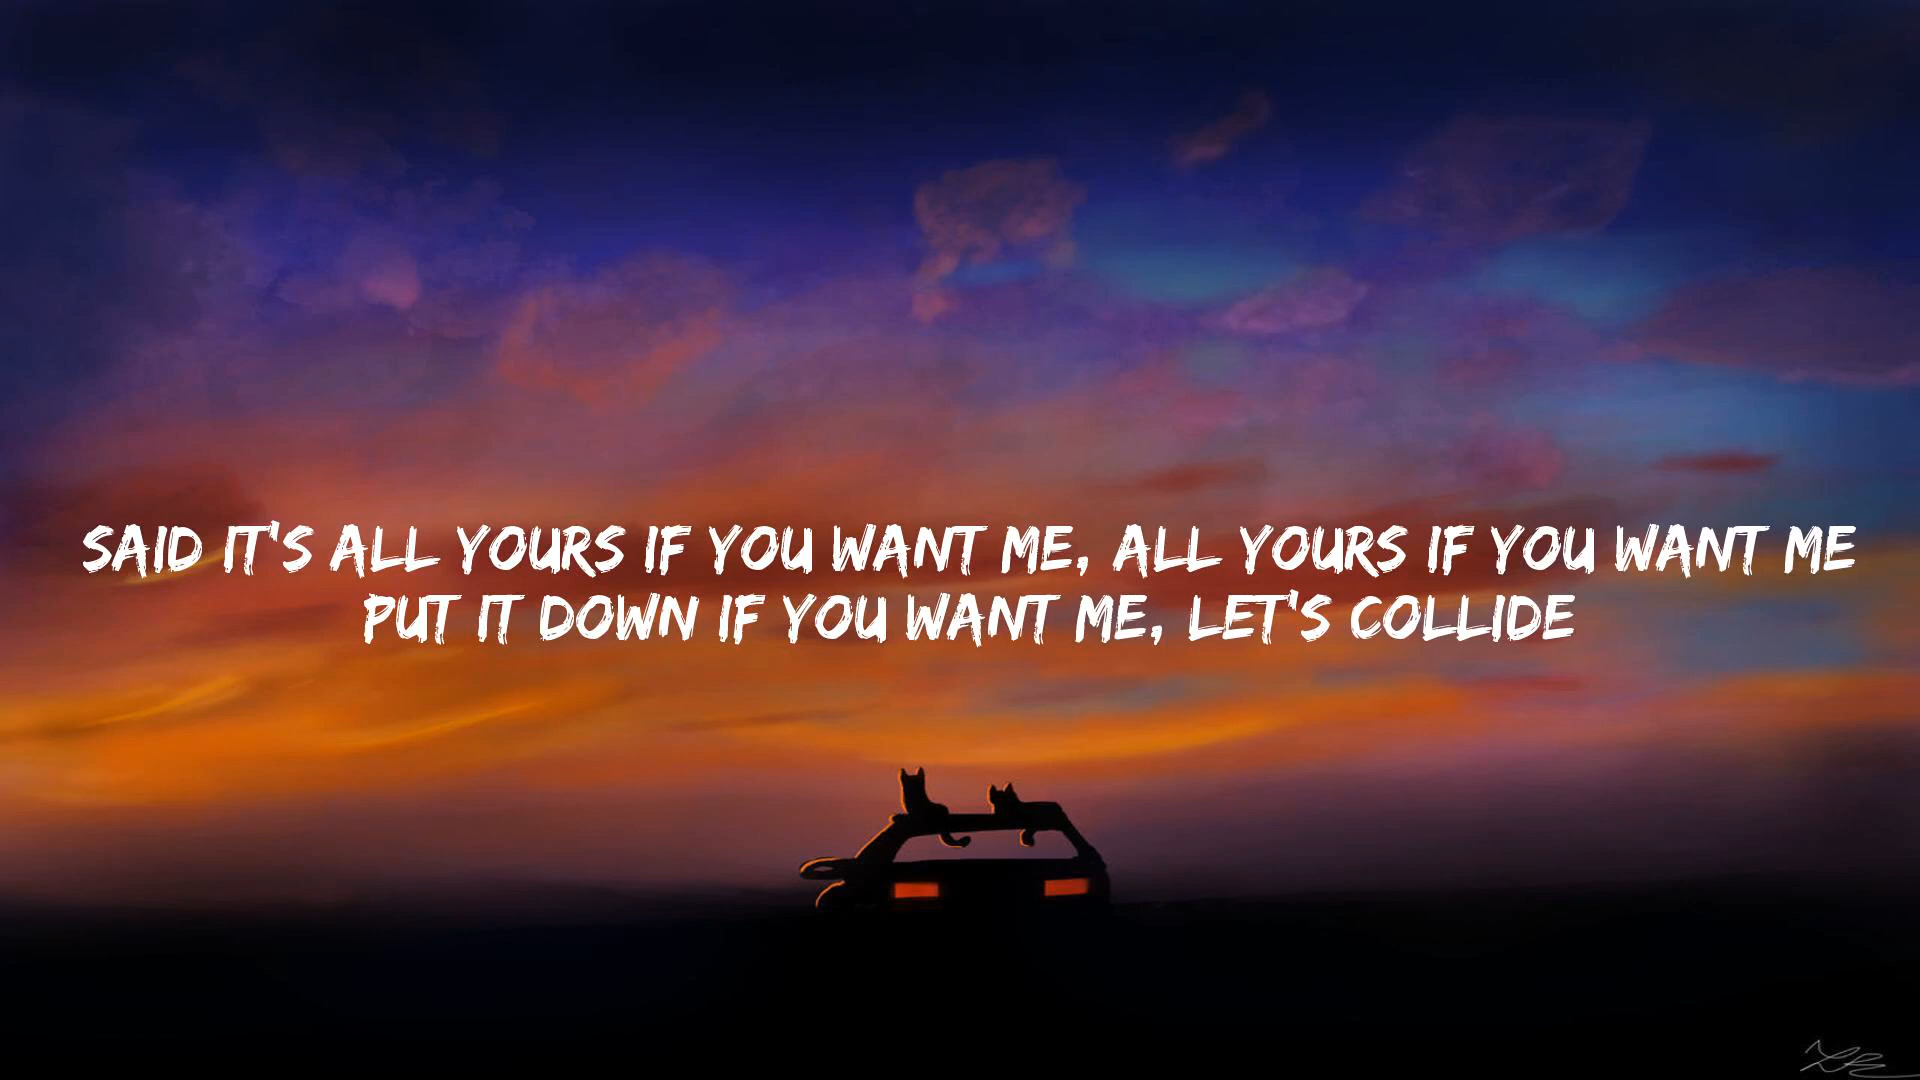 SAID IT'S ALL YOURS IF YOU WANT ME, ALL YOURS IF YOU WANT ME
PUT IT DOWN IF YOU WANT ME, LET'S COLLIDE